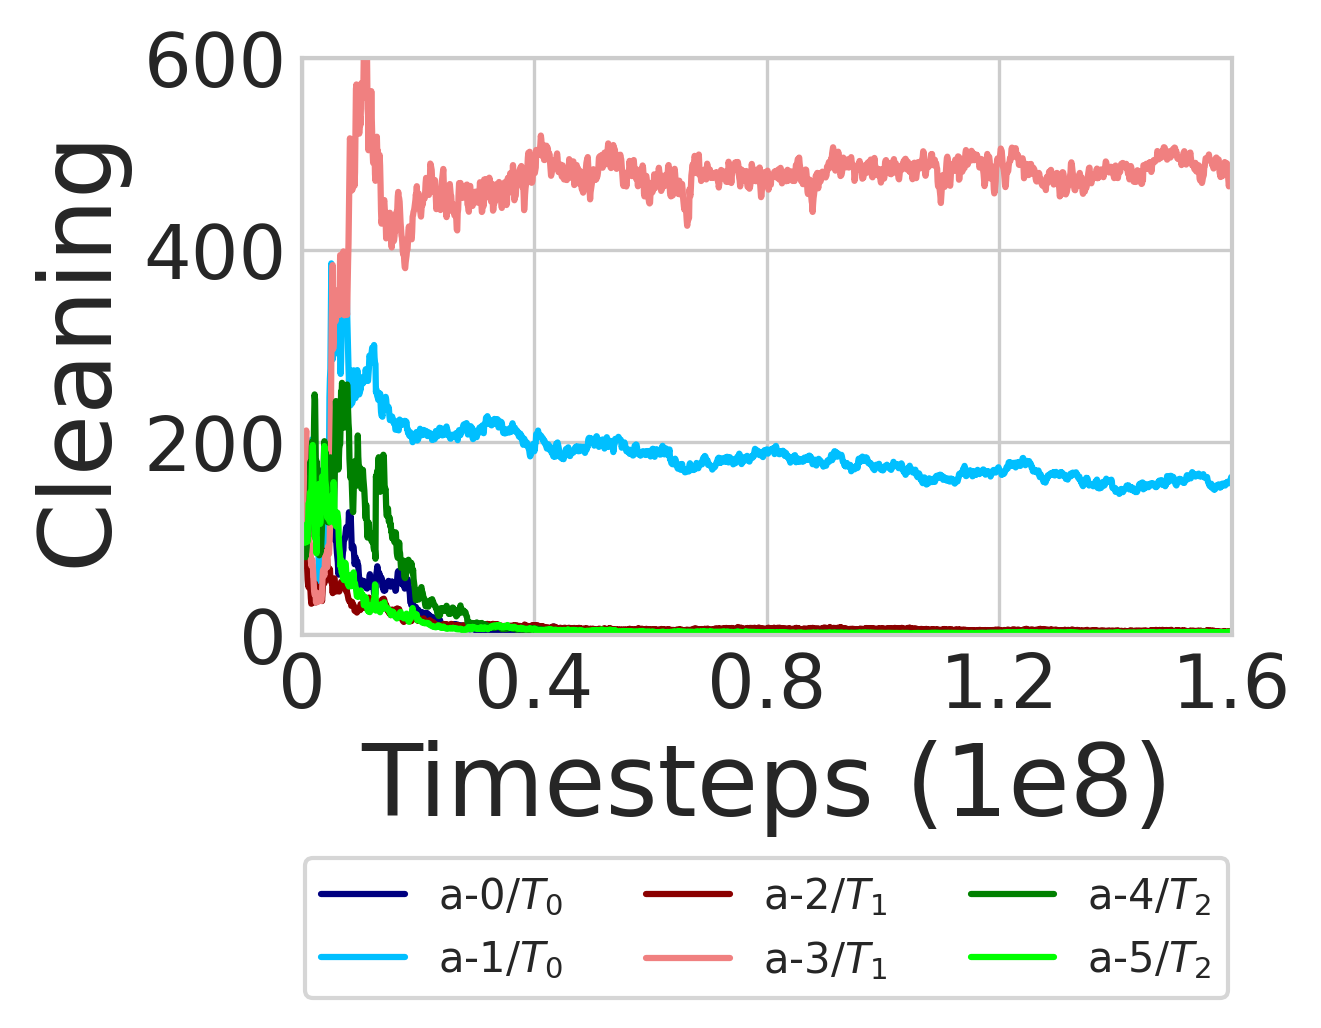 600
400
200
0
0 0.4 0.8 1.2 1.6
Cleaning
Timesteps (1e8)
a-0/T₀ a-2/T₁ a-4/T₂
a-1/T₀ a-3/T₁ a-5/T₂